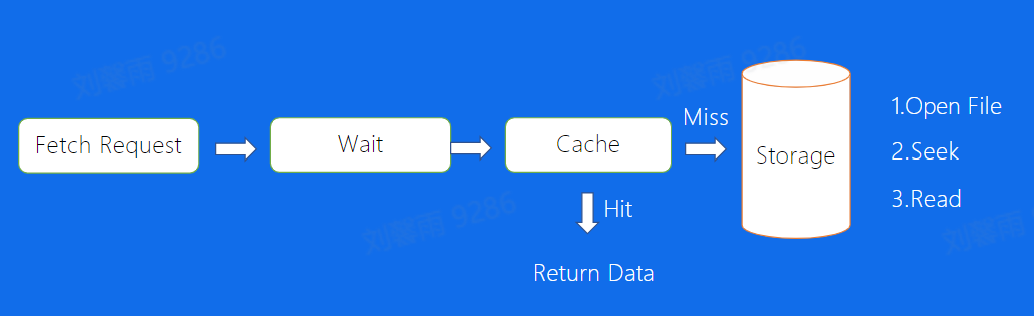 Fetch Request
Wait
Cache
Miss
Storage
1.Open File
2.Seek
3.Read
Hit
Return Data
刘馨雨 9286
刘馨雨 9286
刘馨雨 9286
刘馨雨